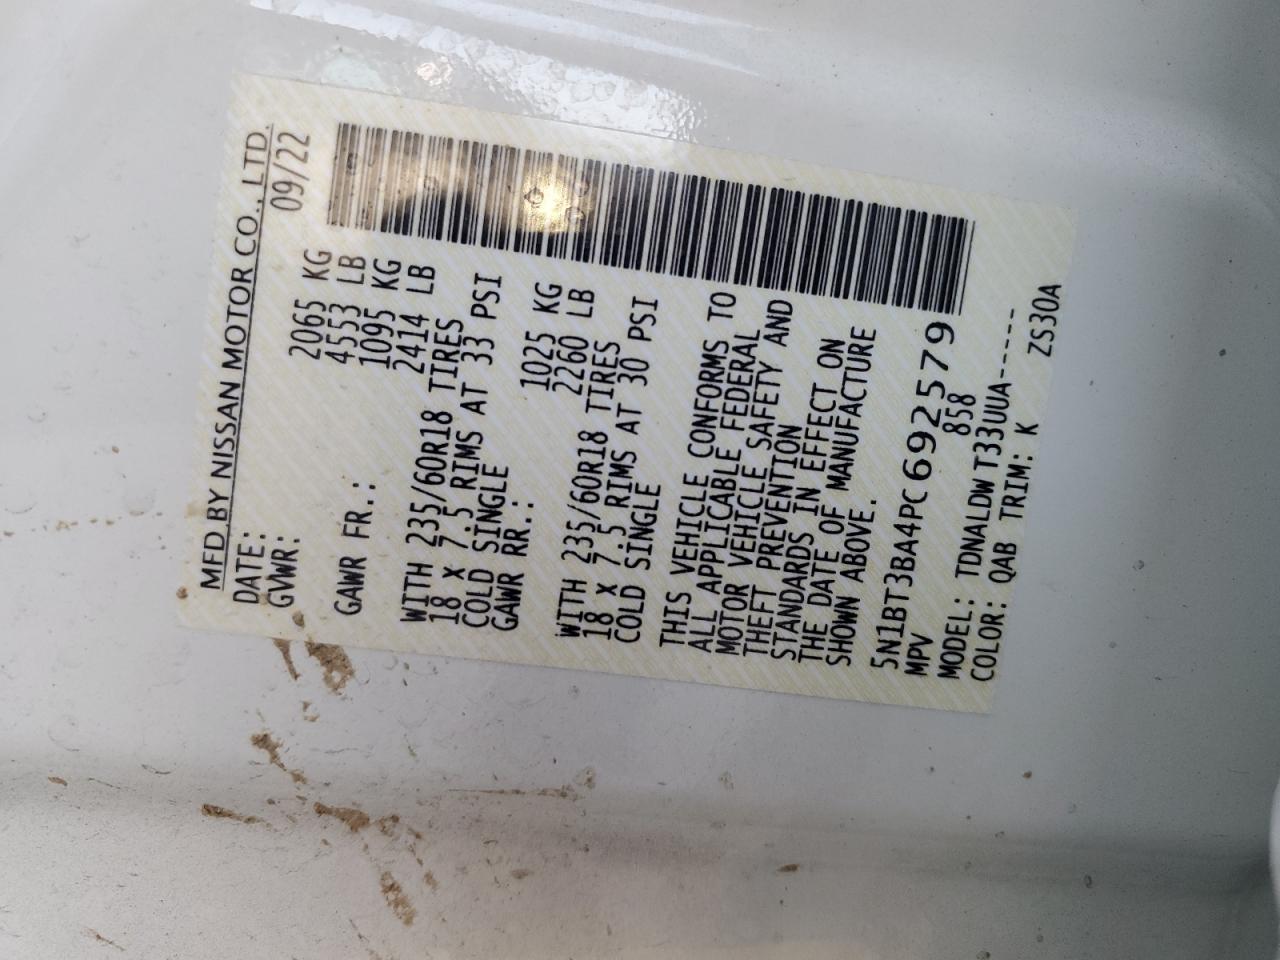 MFD BY NISSAN MOTOR CO., LTD.
DATE: 09/22
GVWR: 2065 KG
4553 LB
GAWR FR.: 1095 KG
2414 LB
WITH 235/60R18 TIRES
18 x 7.5 RIMS AT 33 PSI
COLD SINGLE
GAWR RR.: 1025 KG
2260 LB
WITH 235/60R18 TIRES
18 x 7.5 RIMS AT 30 PSI
COLD SINGLE
THIS VEHICLE CONFORMS TO
ALL APPLICABLE FEDERAL
MOTOR VEHICLE SAFETY AND
THEFT PREVENTION
STANDARDS IN EFFECT ON
THE DATE OF MANUFACTURE
SHOWN ABOVE.
5N1BT3BA4PC692579
MPV 858
MODEL: TDNALDWT33UUA-----
COLOR: QAB TRIM: K ZS30A